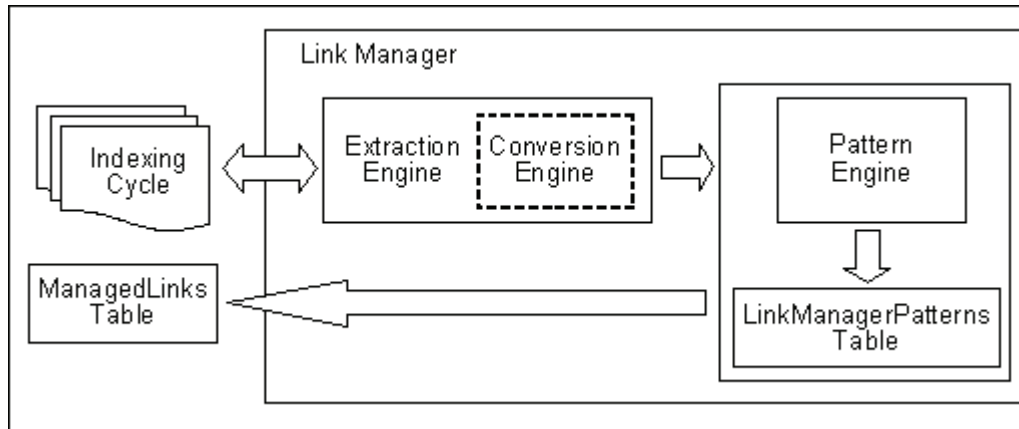 Link Manager
Indexing
Cycle
Extraction
Engine
Conversion
Engine
Pattern
Engine
ManagedLinks
Table
LinkManagerPatterns
Table